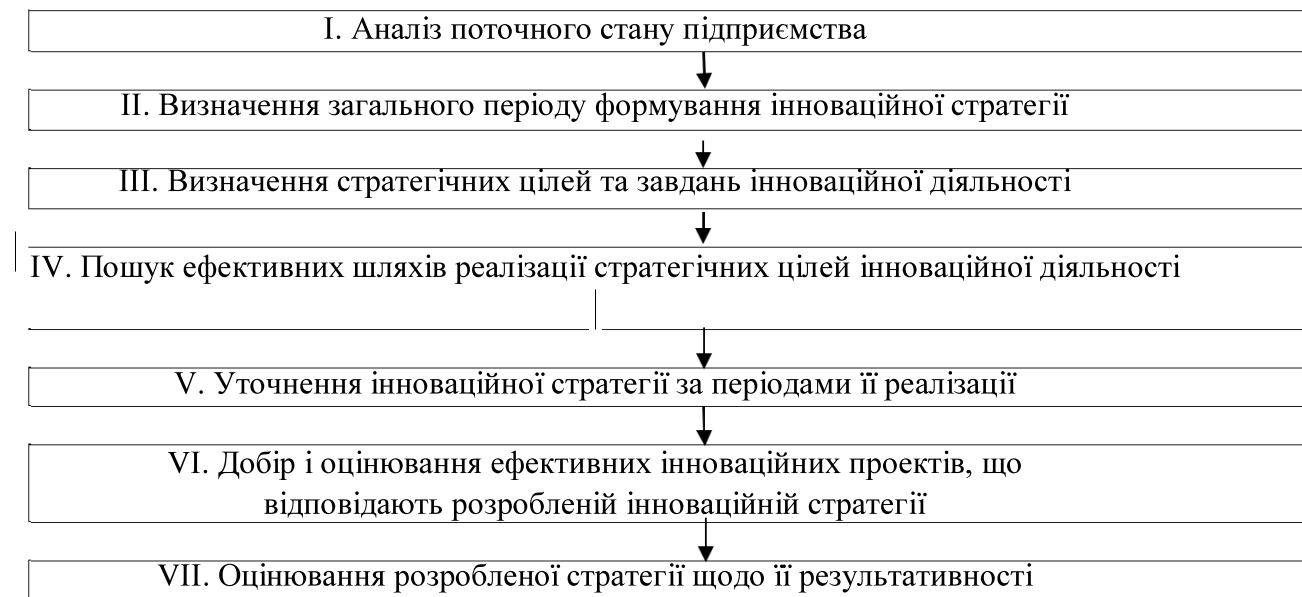 I. Аналіз поточного стану підприємства
II. Визначення загального періоду формування інноваційної стратегії
III. Визначення стратегічних цілей та завдань інноваційної діяльності
IV. Пошук ефективних шляхів реалізації стратегічних цілей інноваційної діяльності
V. Уточнення інноваційної стратегії за періодами її реалізації
VI. Добір і оцінювання ефективних інноваційних проектів, що
відповідають розробленій інноваційній стратегії
VII. Оцінювання розробленої стратегії щодо її результативності